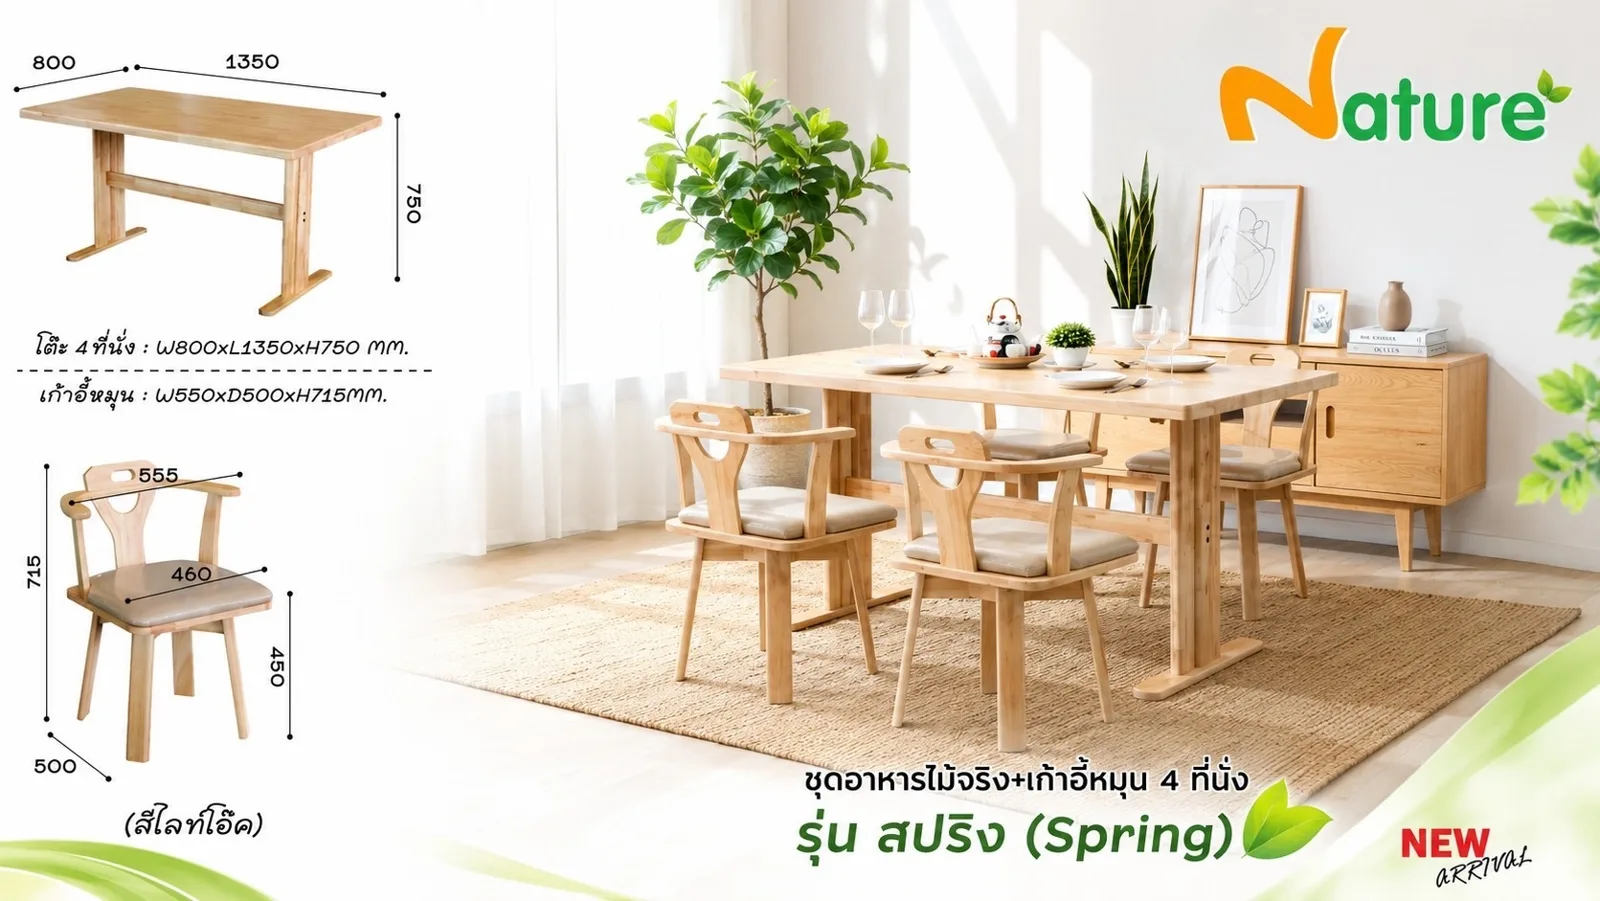 800
1350
750
โต๊ะ 4 ที่นั่ง : W800xL1350xH750 MM.
เก้าอี้หมุน : W550xD500xH715MM.
555
715
460
450
500
(สีไลท์โอ๊ค)
Nature
ชุดอาหารไม้จริง+เก้าอี้หมุน 4 ที่นั่ง
รุ่น สปริง (Spring)
NEW
ARRIVAL